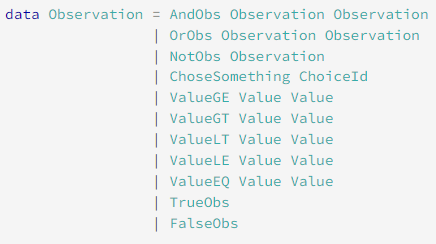 data Observation = AndObs Observation Observation
| OrObs Observation Observation
| NotObs Observation
| ChoseSomething ChoiceId
| ValueGE Value Value
| ValueGT Value Value
| ValueLT Value Value
| ValueLE Value Value
| ValueEQ Value Value
| TrueObs
| FalseObs